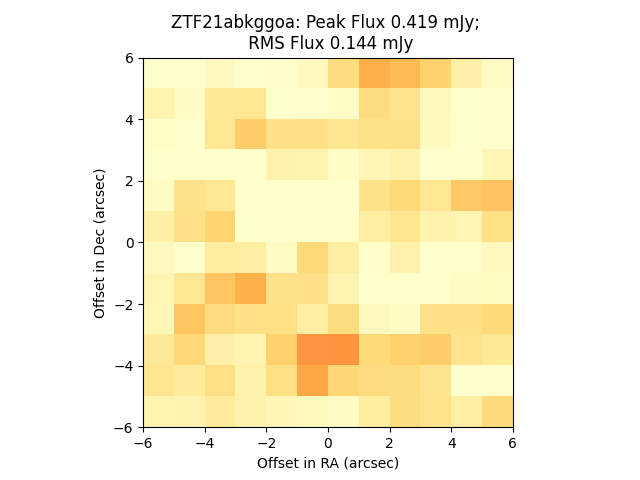 ZTF21abkggoa: Peak Flux 0.419 mJy;
RMS Flux 0.144 mJy
6
4
2
0
−2
−4
−6
Offset in Dec (arcsec)
−6 −4 −2 0 2 4 6
Offset in RA (arcsec)